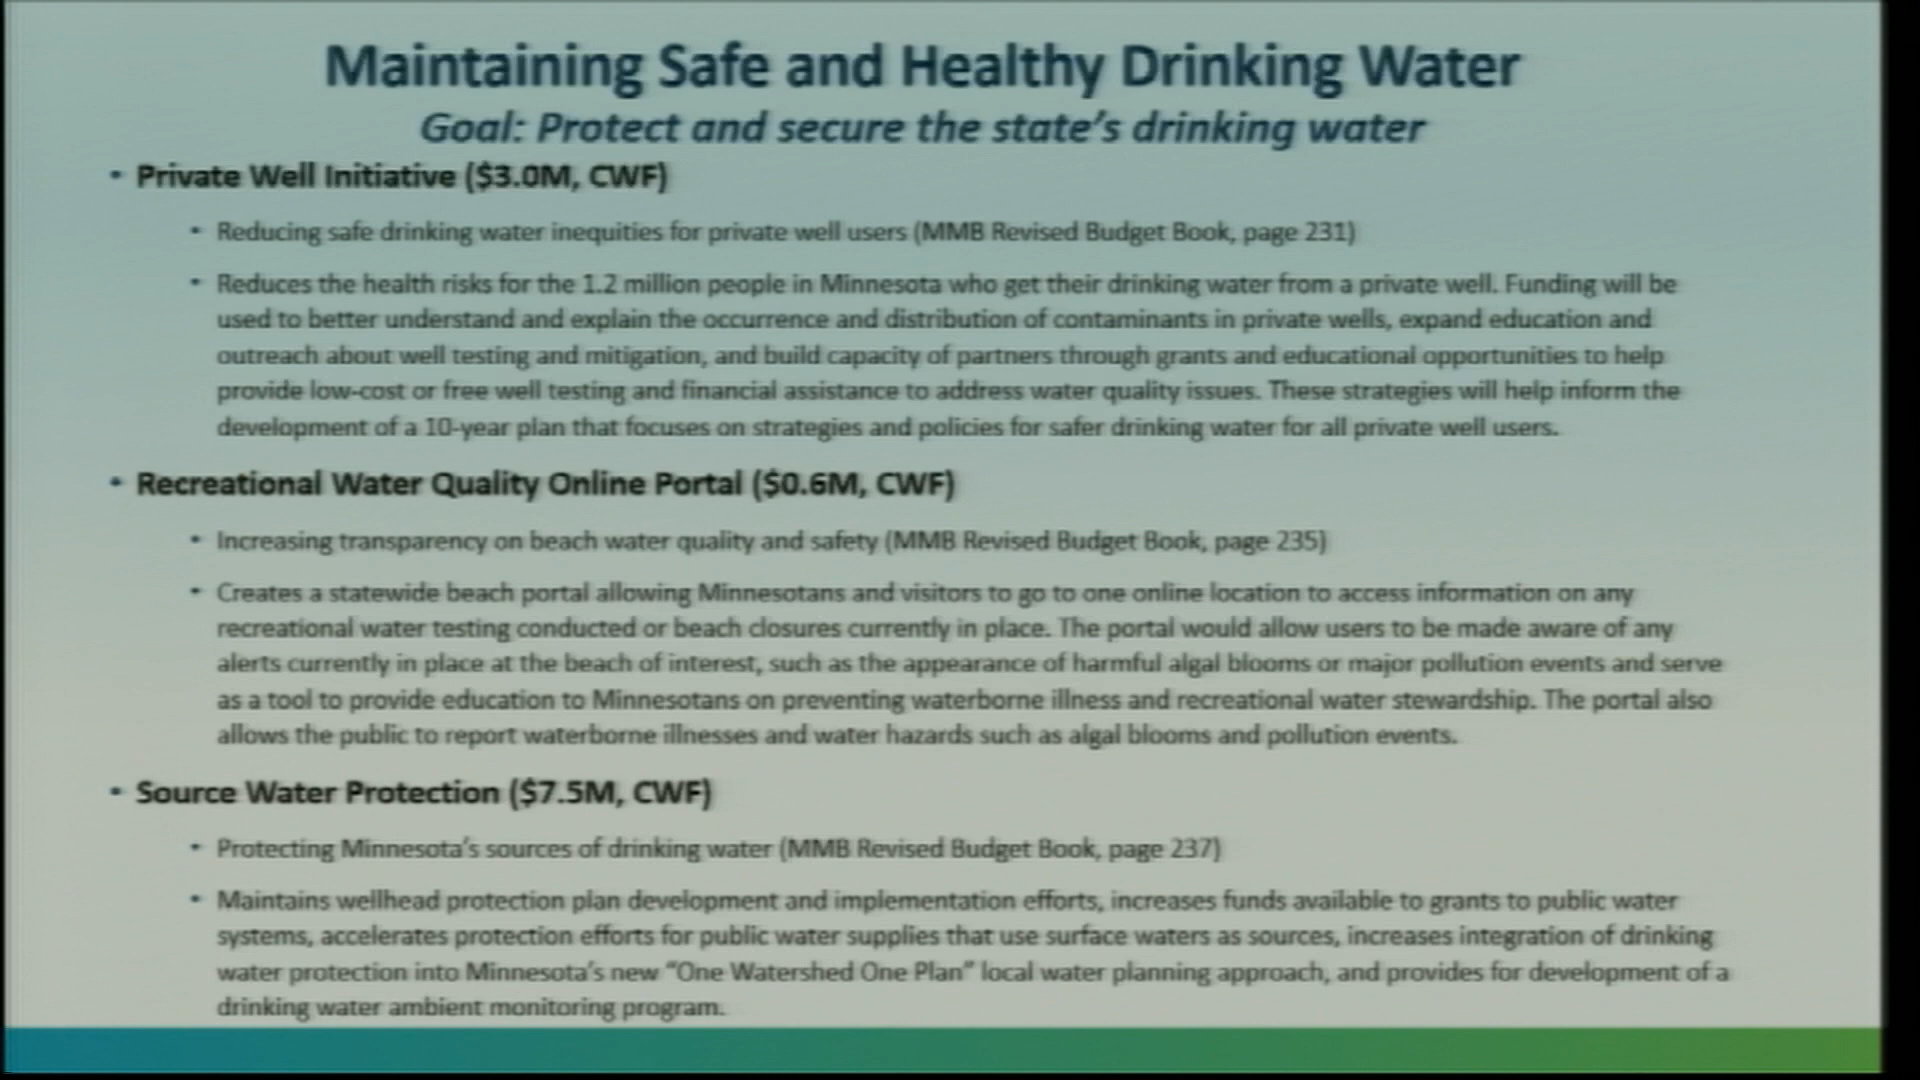 Maintaining Safe and Healthy Drinking Water
Goal: Protect and secure the state's drinking water
• Private Well Initiative ($3.0M, CWF)
• Reducing safe drinking water inequities for private well users (MMB Revised Budget Book, page 231)
• Reduces the health risks for the 1.2 million people in Minnesota who get their drinking water from a private well. Funding will be
used to better understand and explain the occurrence and distribution of contaminants in private wells, expand education and
outreach about well testing and mitigation, and build capacity of partners through grants and educational opportunities to help
provide low-cost or free well testing and financial assistance to address water quality issues. These strategies will help inform the
development of a 10-year plan that focuses on strategies and policies for safer drinking water for all private well users.
• Recreational Water Quality Online Portal ($0.6M, CWF)
• Increasing transparency on beach water quality and safety (MMB Revised Budget Book, page 235)
• Creates a statewide beach portal allowing Minnesotans and visitors to go to one online location to access information on any
recreational water testing conducted or beach closures currently in place. The portal would allow users to be made aware of any
alerts currently in place at the beach of interest, such as the appearance of harmful algal blooms or major pollution events and serve
as a tool to provide education to Minnesotans on preventing waterborne illness and recreational water stewardship. The portal also
allows the public to report waterborne illnesses and water hazards such as algal blooms and pollution events.
• Source Water Protection ($7.5M, CWF)
• Protecting Minnesota's sources of drinking water (MMB Revised Budget Book, page 237)
• Maintains wellhead protection plan development and implementation efforts, increases funds available to grants to public water
systems, accelerates protection efforts for public water supplies that use surface waters as sources, increases integration of drinking
water protection into Minnesota's new “One Watershed One Plan” local water planning approach, and provides for development of a
drinking water ambient monitoring program.